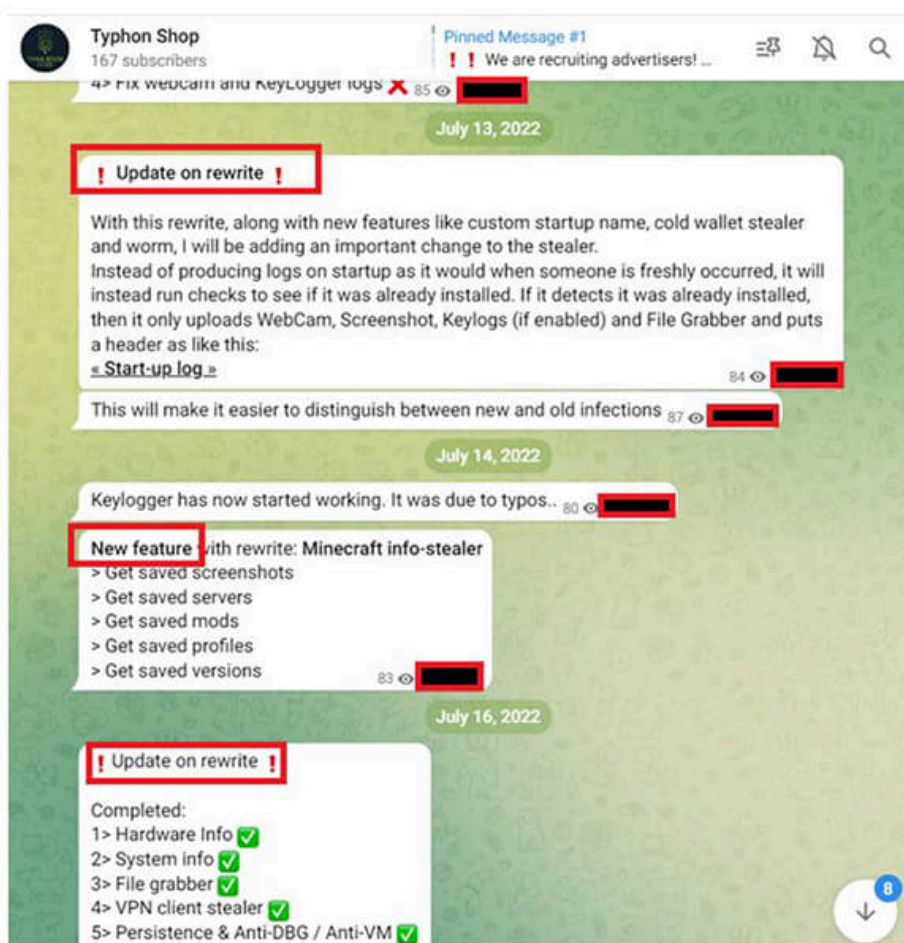 Typhon Shop
167 subscribers
Pinned Message #1
❗❗ We are recruiting advertisers! ...
4> Fix webcam and KeyLogger logs ❌ 85
July 13, 2022
❗ Update on rewrite ❗
With this rewrite, along with new features like custom startup name, cold wallet stealer
and worm, I will be adding an important change to the stealer.
Instead of producing logs on startup as it would when someone is freshly occurred, it will
instead run checks to see if it was already installed. If it detects it was already installed,
then it only uploads WebCam, Screenshot, Keylogs (if enabled) and File Grabber and puts
a header as like this:
« Start-up log »
84
This will make it easier to distinguish between new and old infections 87
July 14, 2022
Keylogger has now started working. It was due to typos.. 80
New feature with rewrite: Minecraft info-stealer
> Get saved screenshots
> Get saved servers
> Get saved mods
> Get saved profiles
> Get saved versions
83
July 16, 2022
❗ Update on rewrite ❗
Completed:
1> Hardware Info ✅
2> System info ✅
3> File grabber ✅
4> VPN client stealer ✅
5> Persistence & Anti-DBG / Anti-VM ✅
8